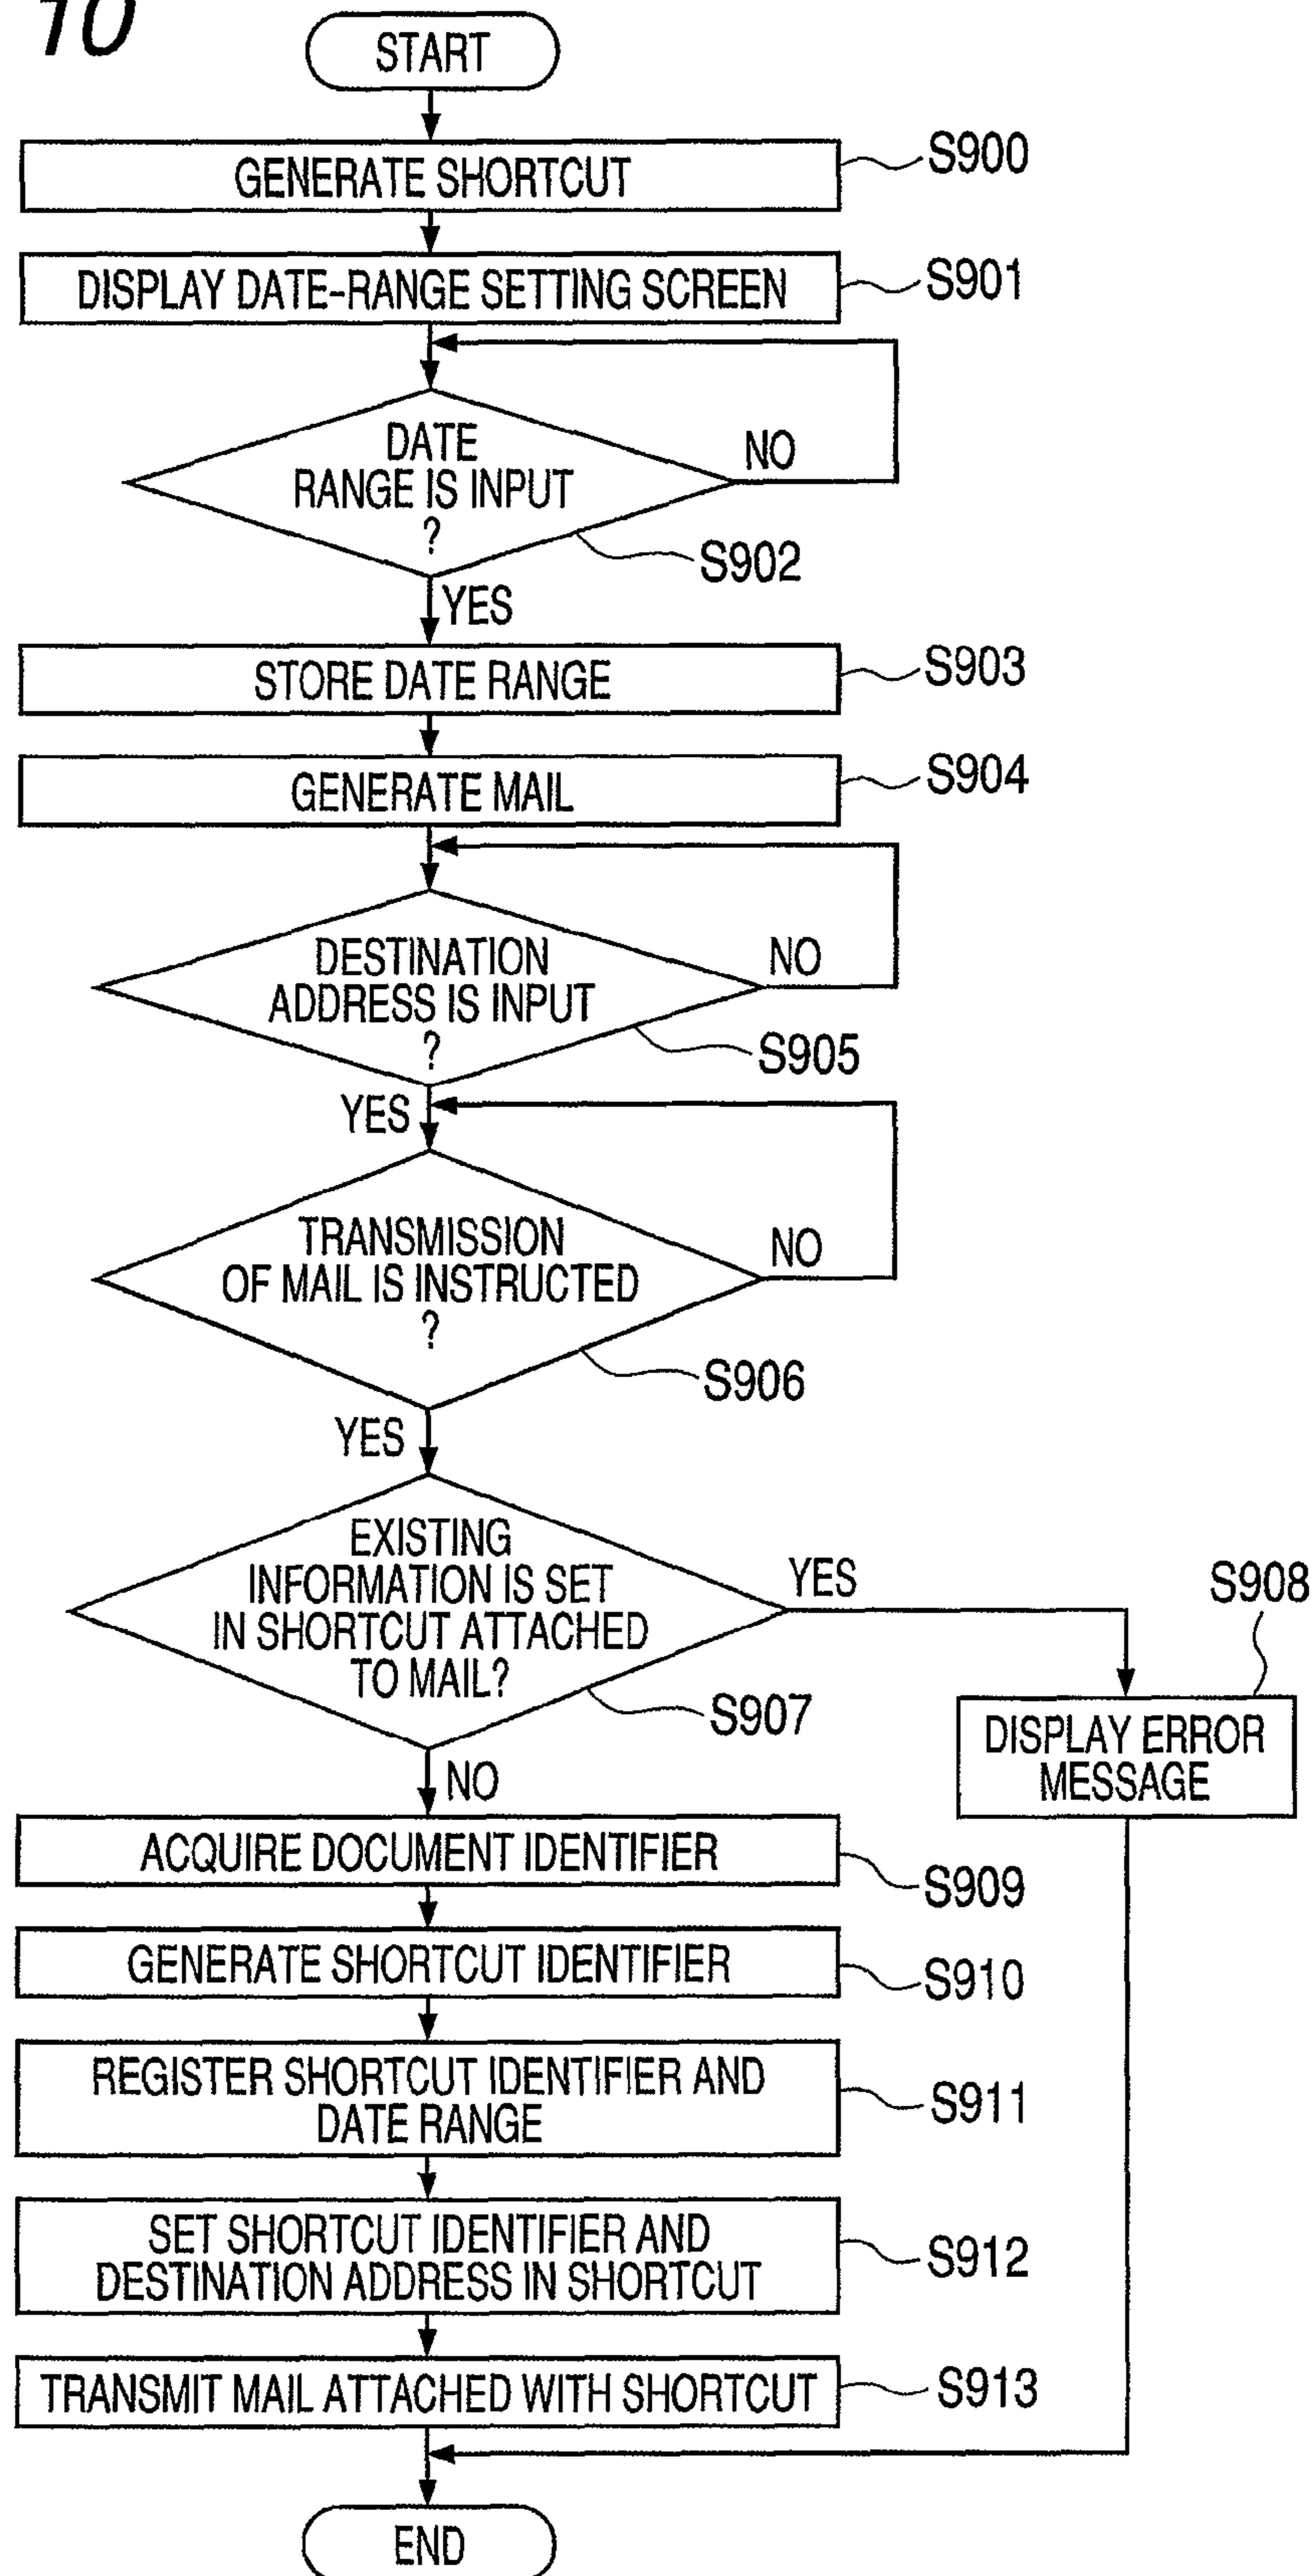 10
START
GENERATE SHORTCUT
S900
DISPLAY DATE-RANGE SETTING SCREEN
S901
DATE
RANGE IS INPUT
?
NO
S902
YES
STORE DATE RANGE
S903
GENERATE MAIL
S904
DESTINATION
ADDRESS IS INPUT
?
NO
S905
YES
TRANSMISSION
OF MAIL IS INSTRUCTED
?
NO
S906
YES
EXISTING
INFORMATION IS SET
IN SHORTCUT ATTACHED
TO MAIL?
YES
S907
S908
DISPLAY ERROR
MESSAGE
NO
ACQUIRE DOCUMENT IDENTIFIER
S909
GENERATE SHORTCUT IDENTIFIER
S910
REGISTER SHORTCUT IDENTIFIER AND
DATE RANGE
S911
SET SHORTCUT IDENTIFIER AND
DESTINATION ADDRESS IN SHORTCUT
S912
TRANSMIT MAIL ATTACHED WITH SHORTCUT
S913
END